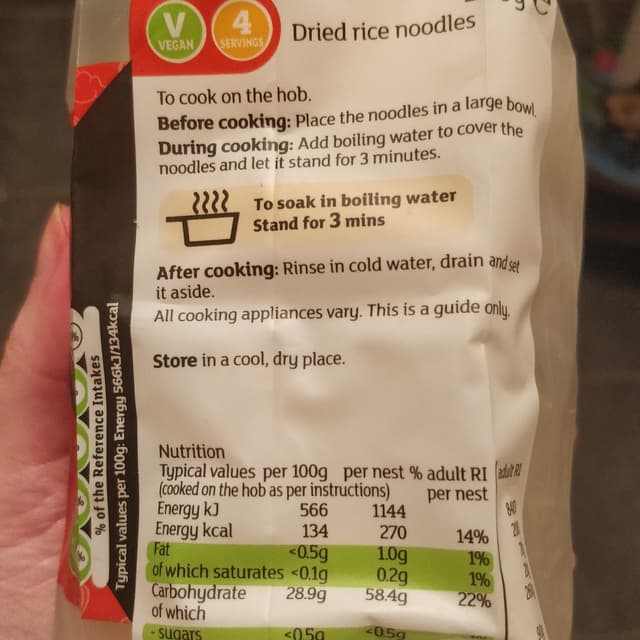 V
VEGAN
4
SERVINGS
Dried rice noodles
To cook on the hob.
Before cooking: Place the noodles in a large bowl.
During cooking: Add boiling water to cover the
noodles and let it stand for 3 minutes.
To soak in boiling water
Stand for 3 mins
After cooking: Rinse in cold water, drain and set
it aside.
All cooking appliances vary. This is a guide only.
Store in a cool, dry place.
% of the Reference Intakes
Typical values per 100g: Energy 566kJ/134kcal
Nutrition
Typical values per 100g per nest % adult RI adult RI
(cooked on the hob as per instructions) per nest
Energy kJ 566 1144
Energy kcal 134 270 14%
Fat <0.5g 1.0g 1%
of which saturates <0.1g 0.2g 1%
Carbohydrate 28.9g 58.4g 22%
of which
- sugars <0.5g <0.5g